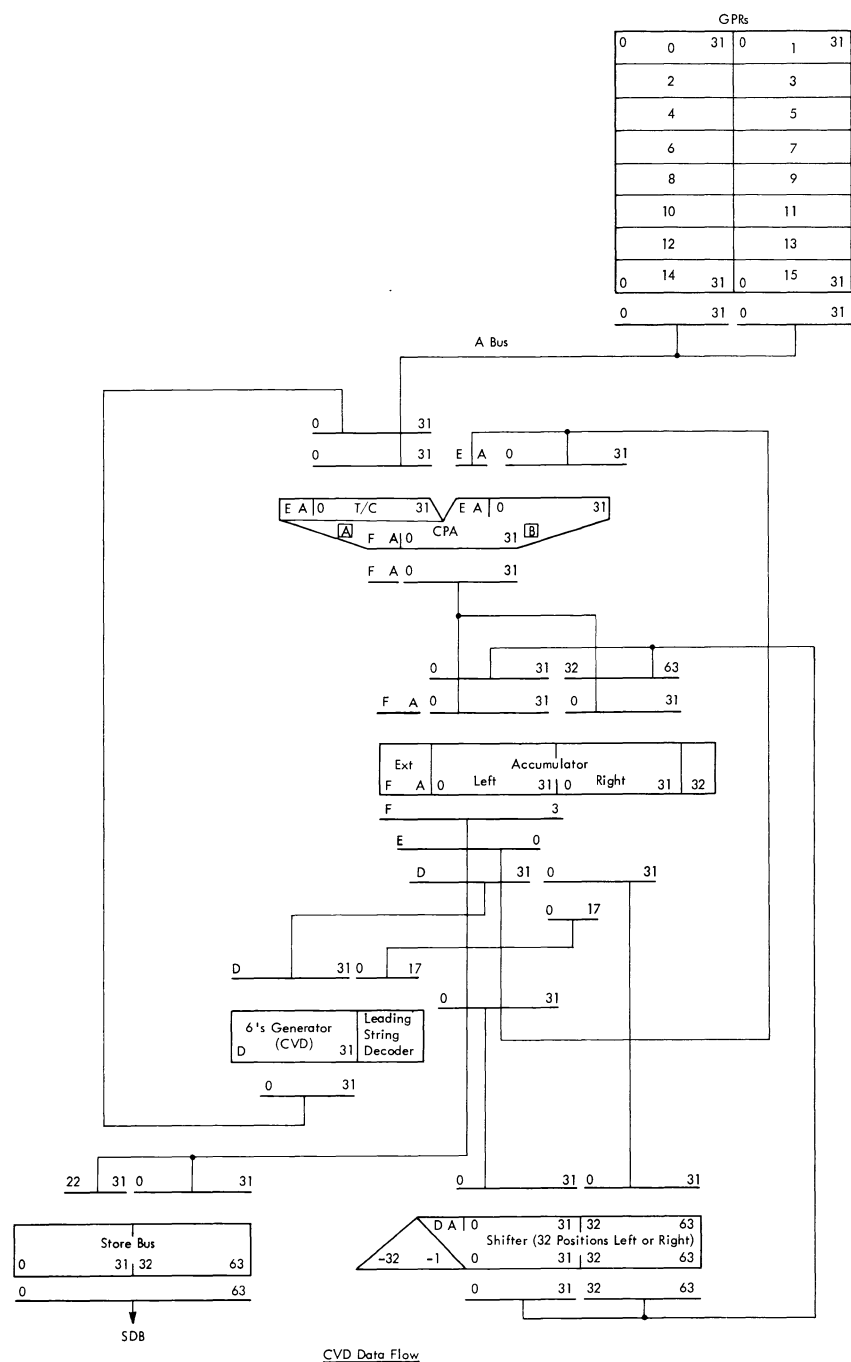 GPRs
0 0 31 0 1 31
2 3
4 5
6 7
8 9
10 11
12 13
0 14 31 0 15 31
0 31 0 31
A Bus
0 31
0 31 E A 0 31
E A 0 T/C 31 E A 0 31
A F A 0 CPA 31 B
F A 0 31
0 31 32 63
F A 0 31 0 31
Ext Accumulator
F A 0 Left 31 0 Right 31 32
F 3
E 0
D 31 0 31
0 17
D 31 0 17
0 31
6's Generator Leading
(CVD) String
D 31 Decoder
0 31
22 31 0 31
0 31 0 31
D A 0 31 32 63
Store Bus
Shifter (32 Positions Left or Right)
0 31 32 63
-32 -1 0 31 32 63
0 63
0 31 32 63
SDB
CVD Data Flow